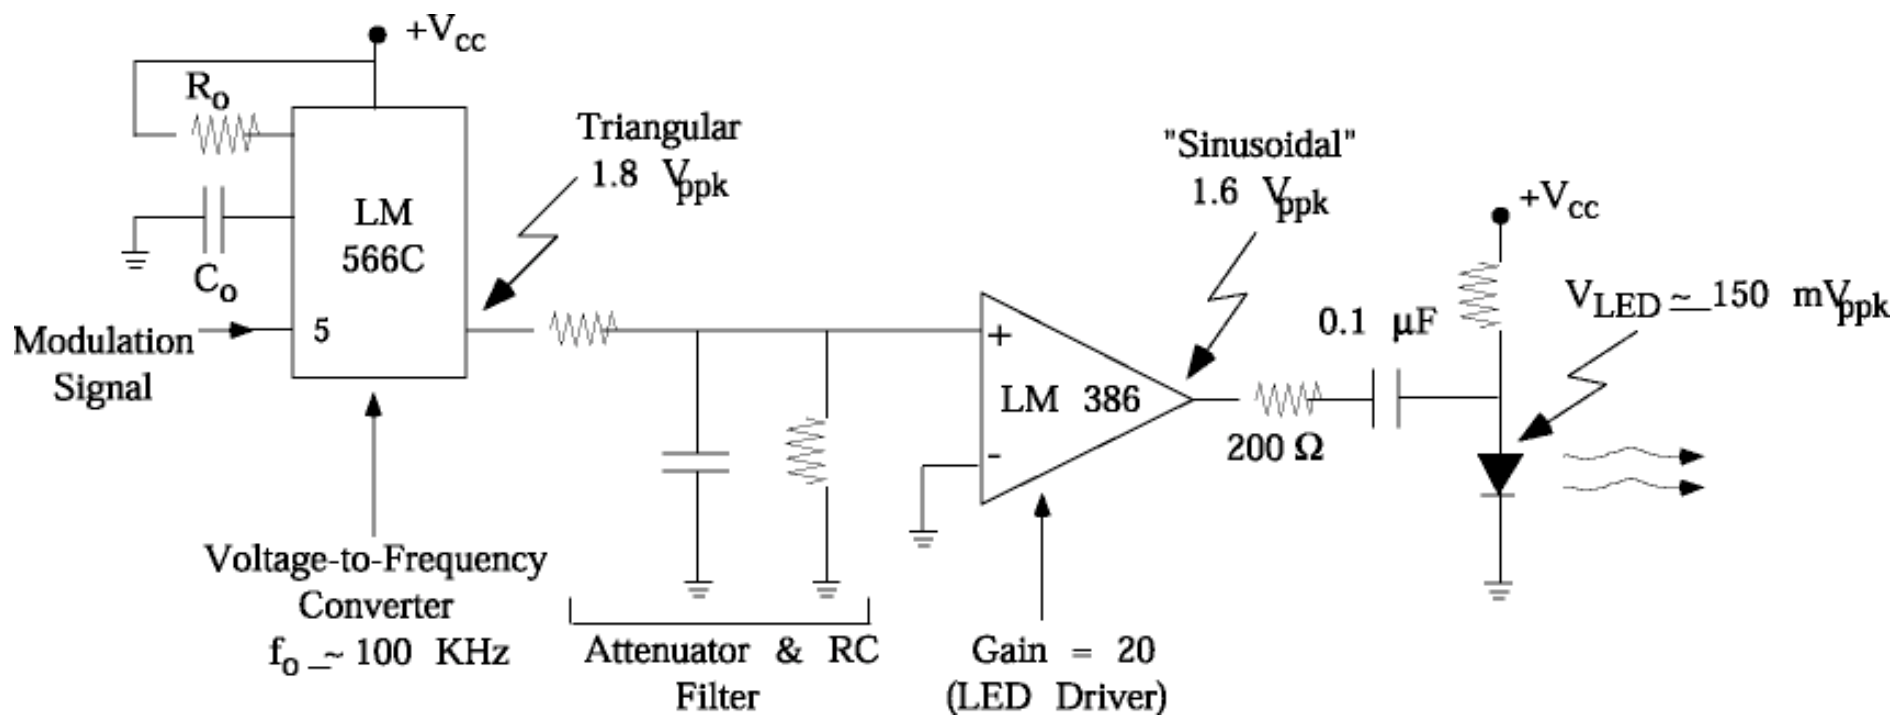 +Vcc
Ro
LM
566C
Co
5
Modulation
Signal
Triangular
1.8 Vppk
"Sinusoidal"
1.6 Vppk
+Vcc
VLED ~_ 150 mVppk
0.1 μF
+
LM 386
-
200 Ω
Voltage-to-Frequency
Converter
fo _~ 100 KHz
Attenuator & RC
Filter
Gain = 20
(LED Driver)